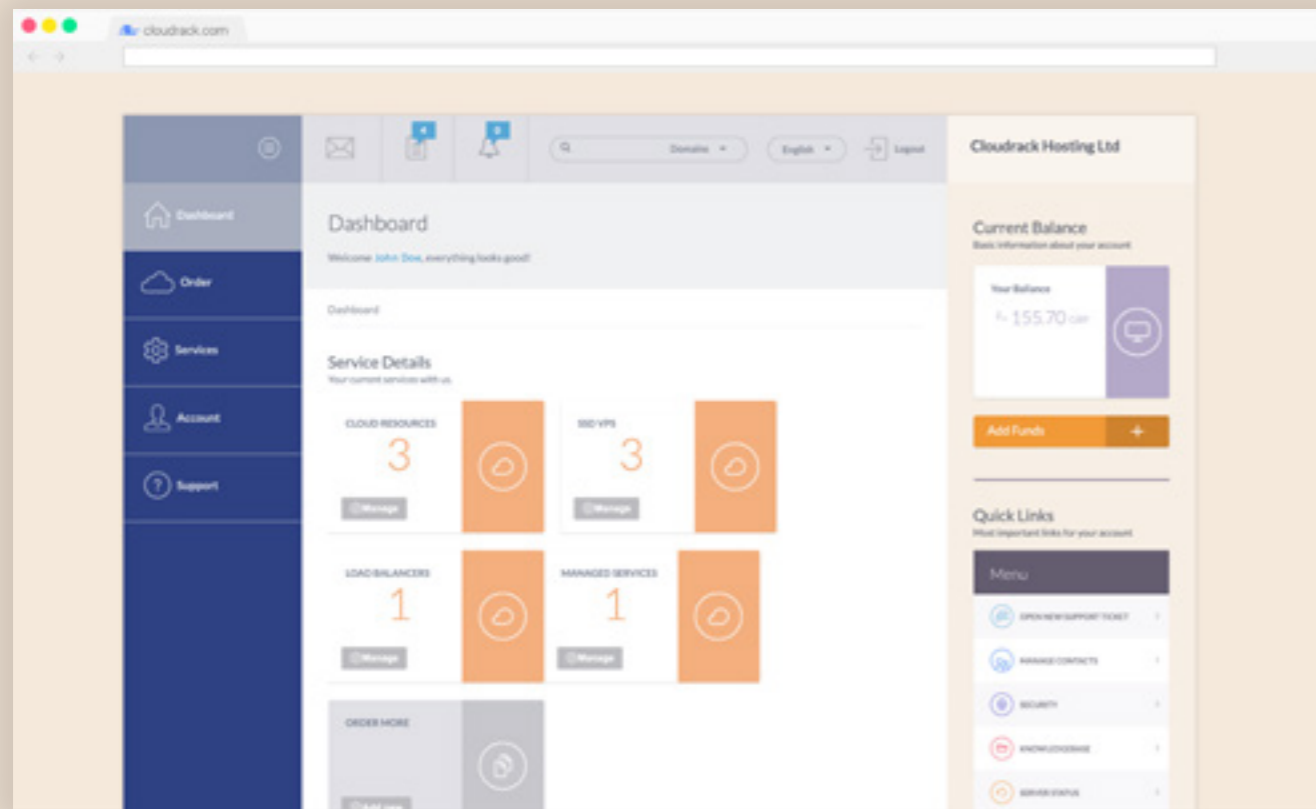 cloudrack.com
4
Domains
English
Logout
Cloudrack Hosting Ltd
Dashboard
Dashboard
Welcome John Doe, everything looks good!
Order
Dashboard
Services
Service Details
Your current services with us
Account
CLOUD RESOURCES
3
Manage
SSD VPS
3
Manage
Support
LOAD BALANCERS
1
Manage
MANAGED SERVICES
1
Manage
ORDER MORE
Add new
Current Balance
Basic information about your account
Your Balance
155.70
Add Funds
+
Quick Links
Most important links for your account
Menu
OPEN NEW SUPPORT TICKET
MANAGE CONTACTS
SECURITY
KNOWLEDGEBASE
SERVER STATUS